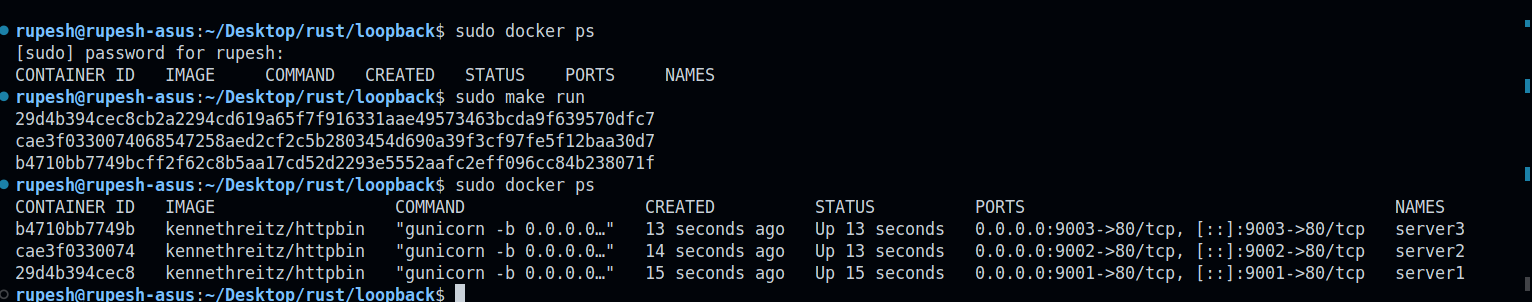 rupesh@rupesh-asus:~/Desktop/rust/loopback$ sudo docker ps
[sudo] password for rupesh:
CONTAINER ID   IMAGE     COMMAND   CREATED   STATUS    PORTS     NAMES
rupesh@rupesh-asus:~/Desktop/rust/loopback$ sudo make run
29d4b394cec8cb2a2294cd619a65f7f916331aae49573463bcda9f639570dfc7
cae3f0330074068547258aed2cf2c5b2803454d690a39f3cf97fe5f12baa30d7
b4710bb7749bcff2f62c8b5aa17cd52d2293e5552aafc2eff096cc84b238071f
rupesh@rupesh-asus:~/Desktop/rust/loopback$ sudo docker ps
CONTAINER ID   IMAGE                  COMMAND                  CREATED          STATUS          PORTS                                     NAMES
b4710bb7749b   kennethreitz/httpbin   "gunicorn -b 0.0.0.0…"   13 seconds ago   Up 13 seconds   0.0.0.0:9003->80/tcp, [::]:9003->80/tcp   server3
cae3f0330074   kennethreitz/httpbin   "gunicorn -b 0.0.0.0…"   14 seconds ago   Up 13 seconds   0.0.0.0:9002->80/tcp, [::]:9002->80/tcp   server2
29d4b394cec8   kennethreitz/httpbin   "gunicorn -b 0.0.0.0…"   15 seconds ago   Up 15 seconds   0.0.0.0:9001->80/tcp, [::]:9001->80/tcp   server1
rupesh@rupesh-asus:~/Desktop/rust/loopback$